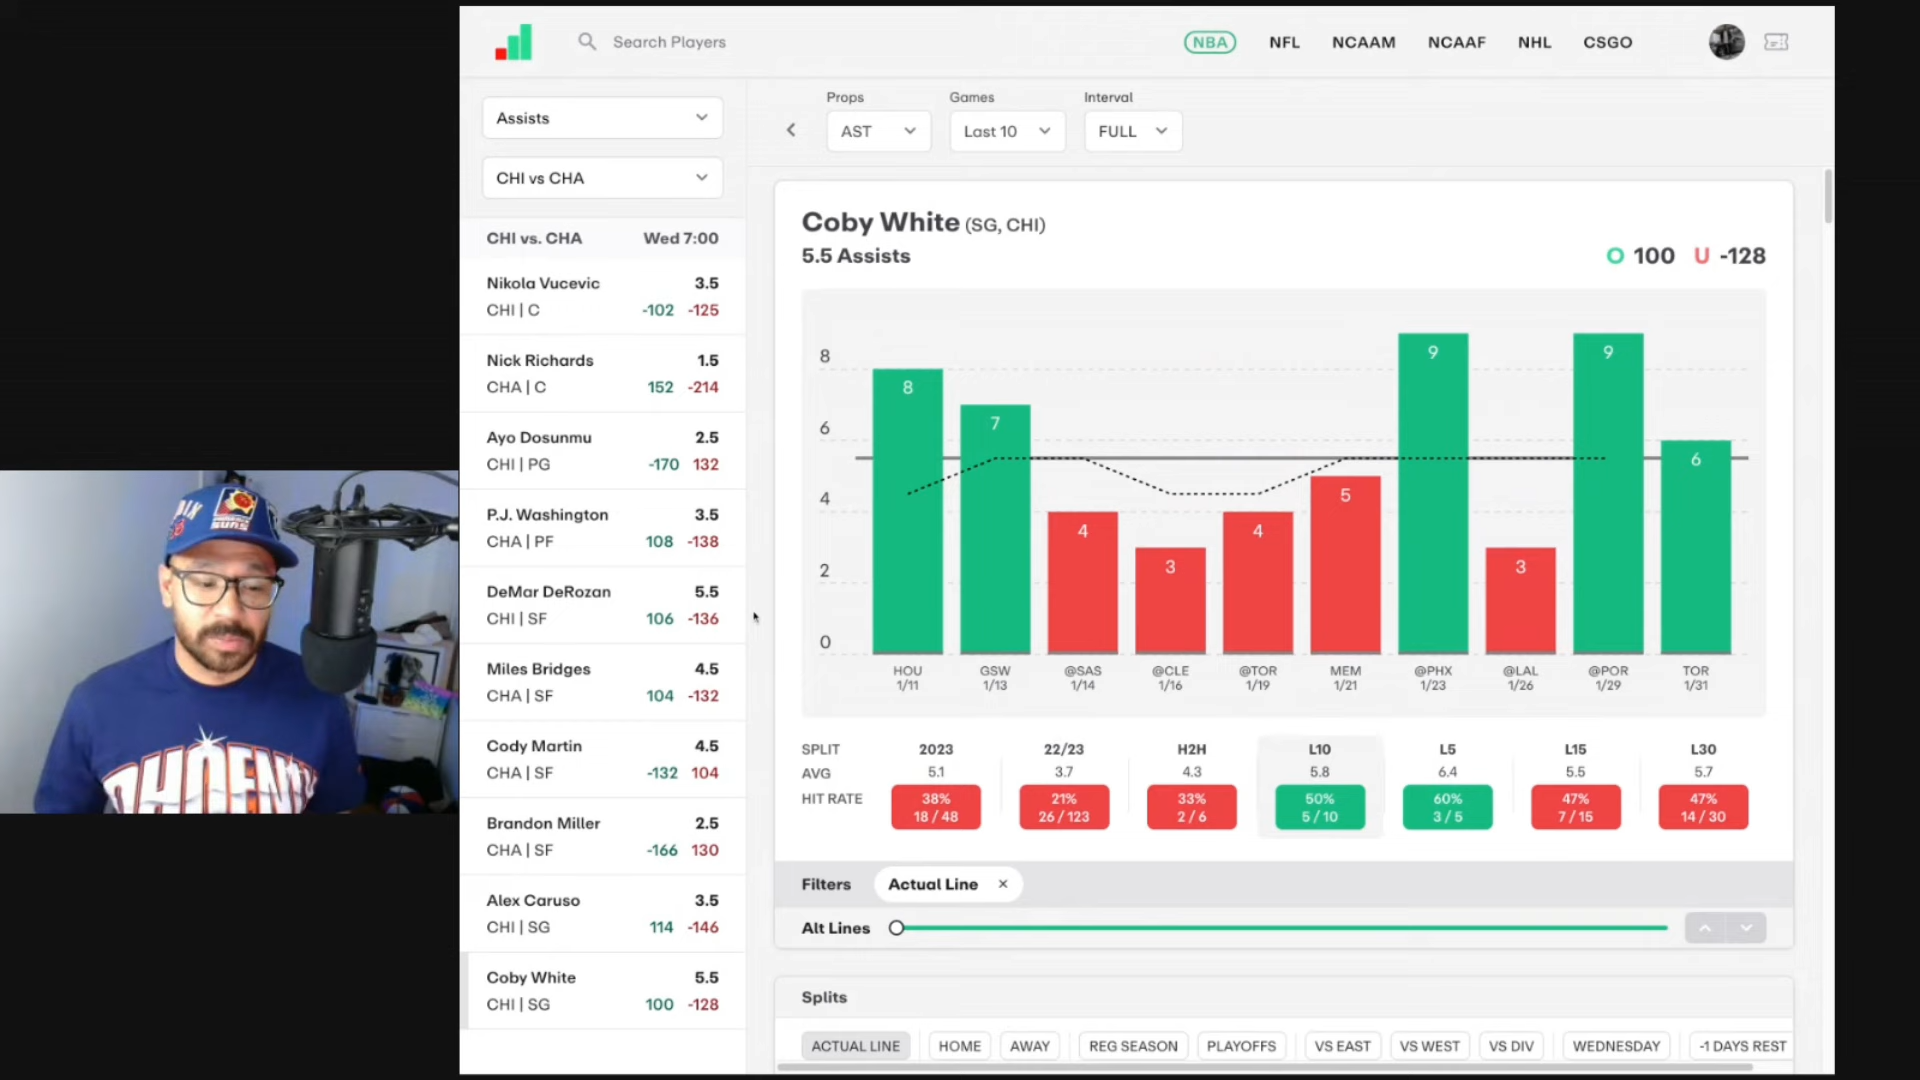 Search Players
NBA NFL NCAAM NCAAF NHL CSGO
Assists
CHI vs CHA
CHI vs. CHA Wed 7:00
Nikola Vucevic 3.5
CHI | C -102 -125
Nick Richards 1.5
CHA | C 152 -214
Ayo Dosunmu 2.5
CHI | PG -170 132
P.J. Washington 3.5
CHA | PF 108 -138
DeMar DeRozan 5.5
CHI | SF 106 -136
Miles Bridges 4.5
CHA | SF 104 -132
Cody Martin 4.5
CHA | SF -132 104
Brandon Miller 2.5
CHA | SF -166 130
Alex Caruso 3.5
CHI | SG 114 -146
Coby White 5.5
CHI | SG 100 -128
Props Games Interval
AST Last 10 FULL
Coby White (SG, CHI)
5.5 Assists O 100 U -128
8
6
4
2
0
8 7 4 3 4 5 9 3 9 6
HOU GSW @SAS @CLE @TOR MEM @PHX @LAL @POR TOR
1/11 1/13 1/14 1/16 1/19 1/21 1/23 1/26 1/29 1/31
SPLIT 2023 22/23 H2H L10 L5 L15 L30
AVG 5.1 3.7 4.3 5.8 6.4 5.5 5.7
HIT RATE 38% 21% 33% 50% 60% 47% 47%
18 / 48 26 / 123 2 / 6 5 / 10 3 / 5 7 / 15 14 / 30
Filters Actual Line ×
Alt Lines
Splits
ACTUAL LINE HOME AWAY REG SEASON PLAYOFFS VS EAST VS WEST VS DIV WEDNESDAY -1 DAYS REST
SUNS
PHOENI